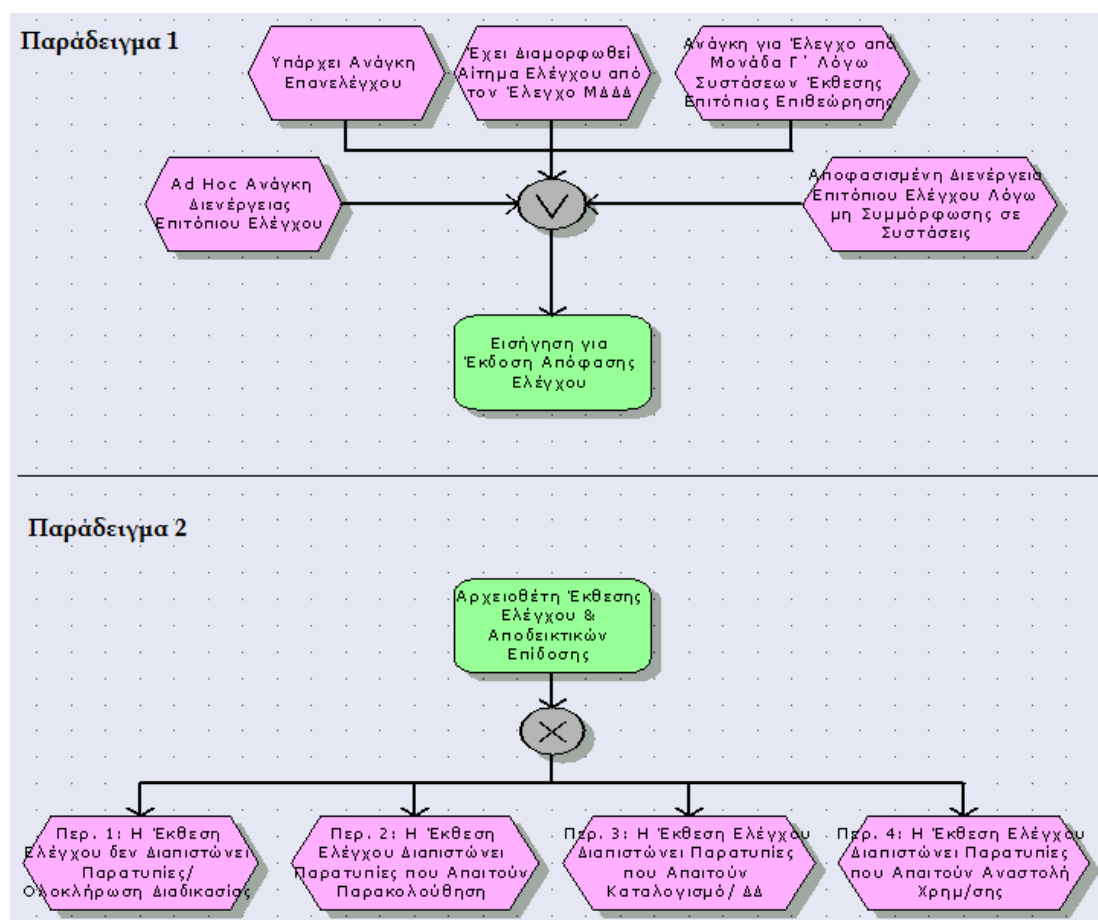 Παράδειγμα 1
Υπάρχει Ανάγκη
Επανελέγχου
Έχει Διαμορφωθεί
Αίτημα Ελέγχου από
τον Έλεγχο ΜΔΔΔ
Ανάγκη για Έλεγχο από
Μονάδα Γ΄ Λόγω
Συστάσεων Έκθεσης
Επιτόπιας Επιθεώρησης
Ad Hoc Ανάγκη
Διενέργειας
Επιτόπιου Ελέγχου
Αποφασισμένη Διενέργεια
Επιτόπιου Ελέγχου Λόγω
μη Συμμόρφωσης σε
Συστάσεις
Εισήγηση για
Έκδοση Απόφασης
Ελέγχου
Παράδειγμα 2
Αρχειοθέτη Έκθεσης
Ελέγχου &
Αποδεικτικών
Επίδοσης
Περ. 1: Η Έκθεση
Ελέγχου δεν Διαπιστώνει
Παρατυπίες/
Ολοκλήρωση Διαδικασίας
Περ. 2: Η Έκθεση
Ελέγχου Διαπιστώνει
Παρατυπίες που Απαιτούν
Παρακολούθηση
Περ. 3: Η Έκθεση Ελέγχου
Διαπιστώνει Παρατυπίες
που Απαιτούν
Καταλογισμό/ ΔΔ
Περ. 4: Η Έκθεση Ελέγχου
Διαπιστώνει Παρατυπίες
που Απαιτούν Αναστολή
Χρημ/σης